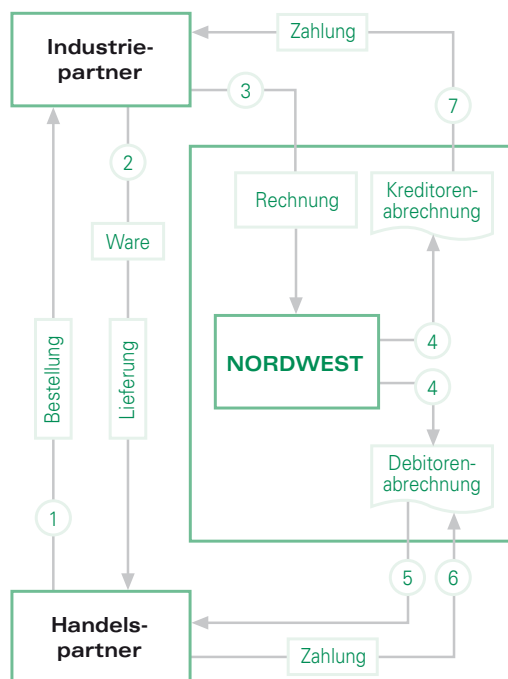 Industrie-
partner
Zahlung
3
7
2
Rechnung
Kreditoren-
abrechnung
Ware
Bestellung
Lieferung
NORDWEST
4
4
Debitoren-
abrechnung
1
5
6
Handels-
partner
Zahlung